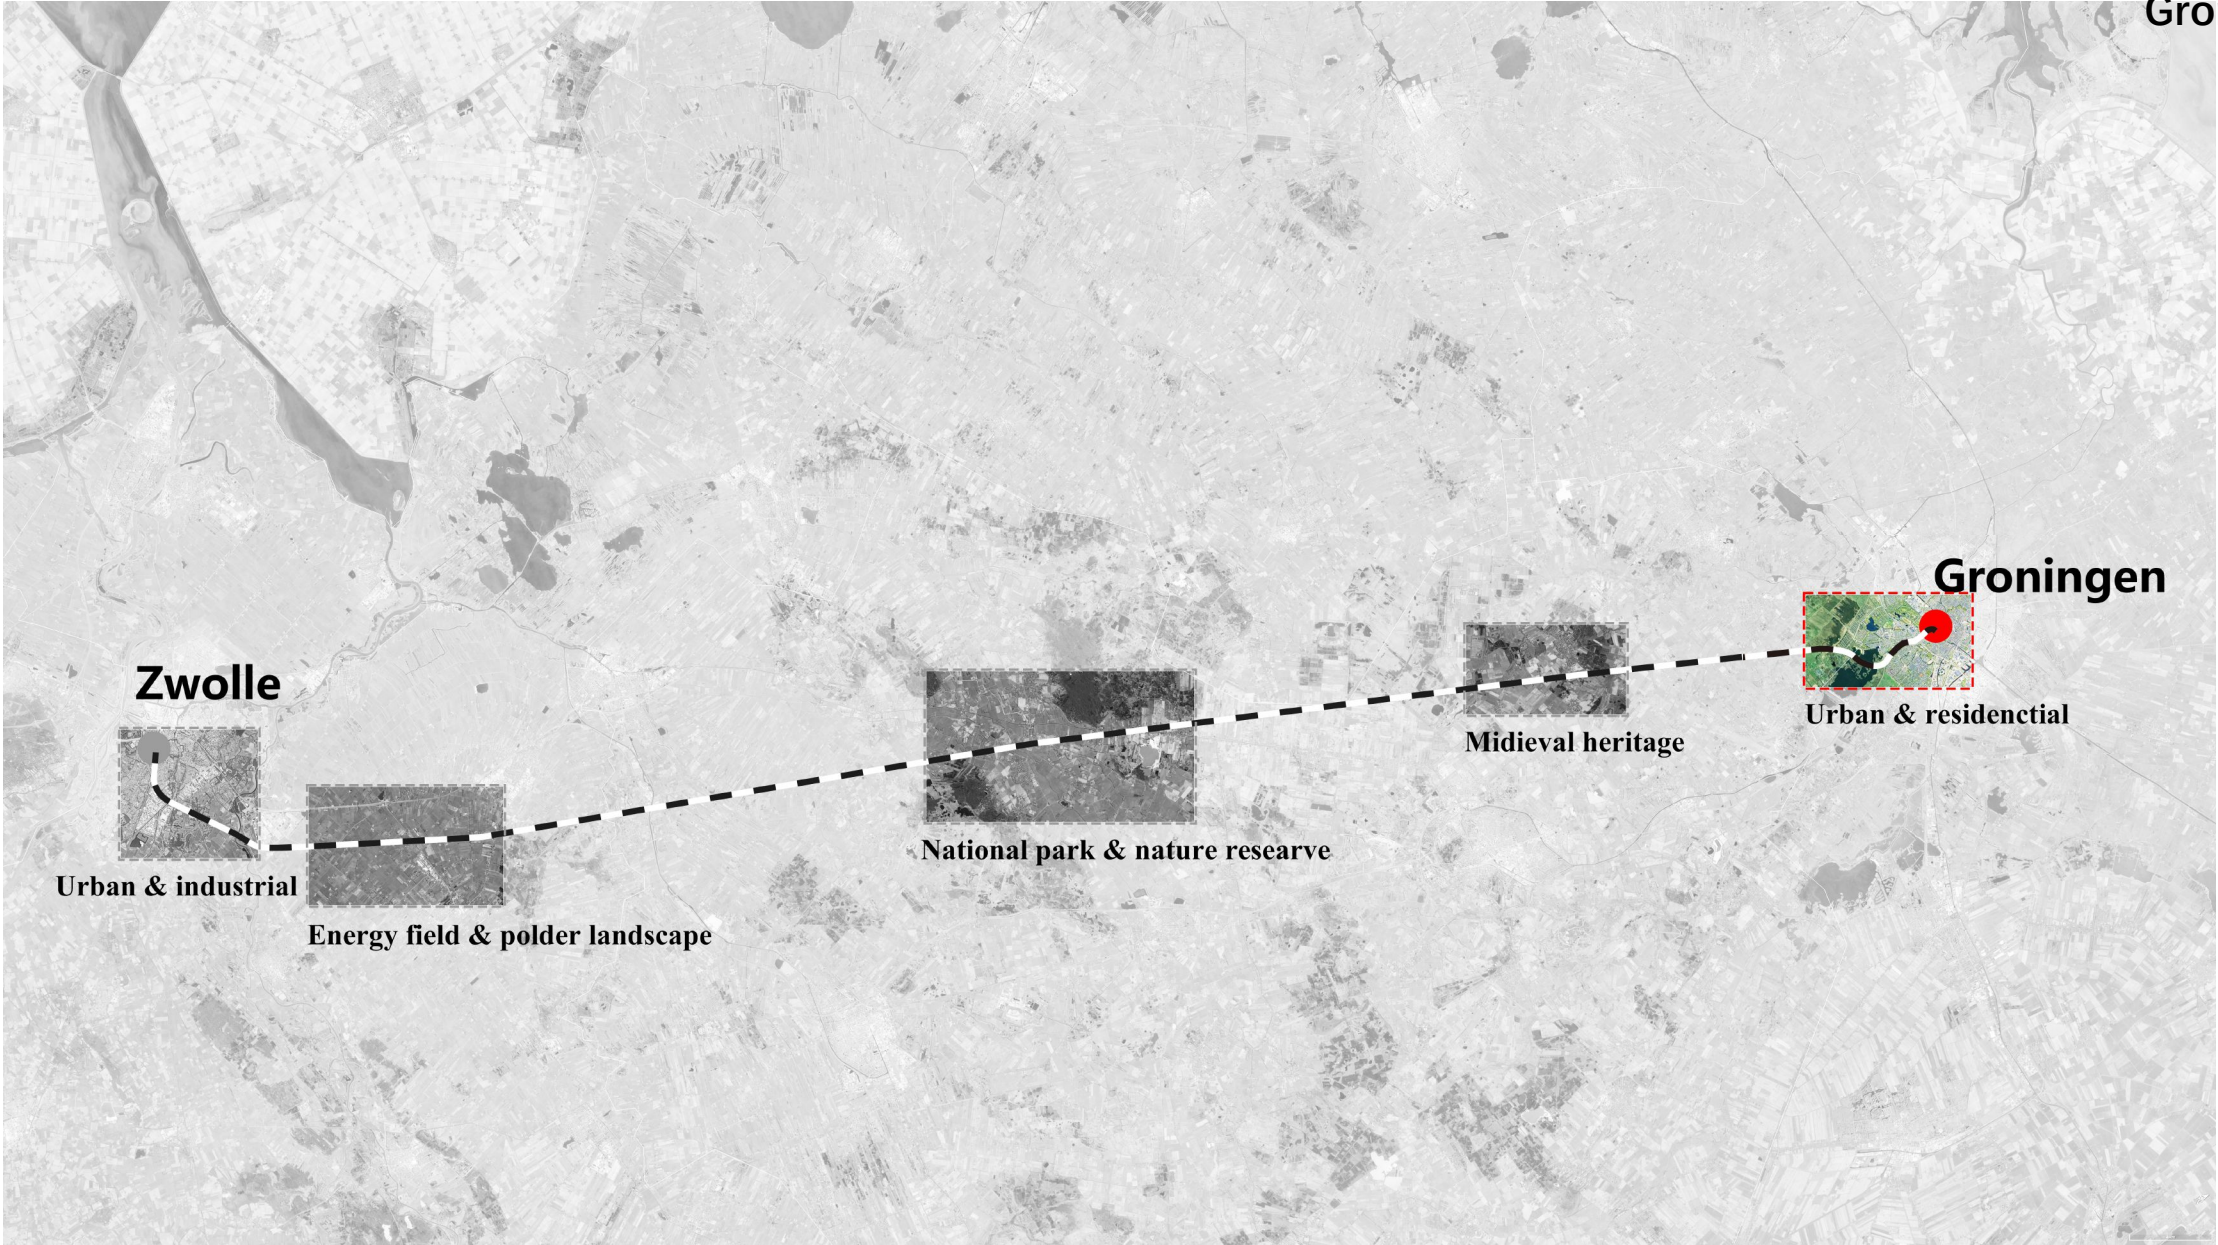 Gro
Groningen
Zwolle
Urban & residenctial
Midieval heritage
National park & nature researve
Urban & industrial
Energy field & polder landscape